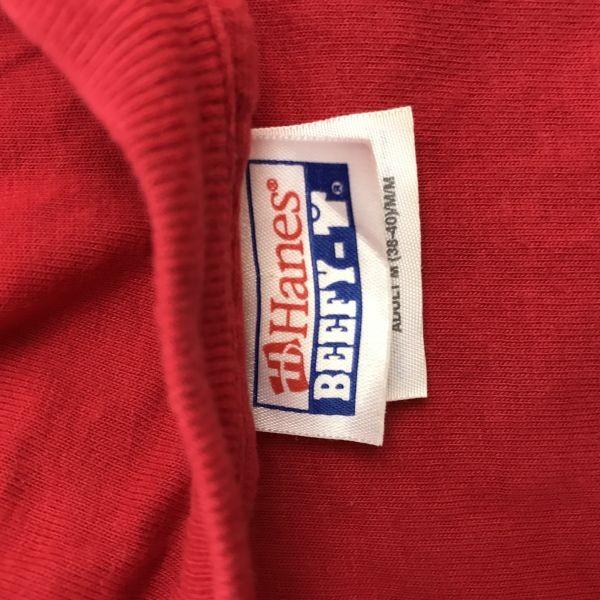 Hanes®
BEEFY-T®
ADULT M (38-40)/M/M